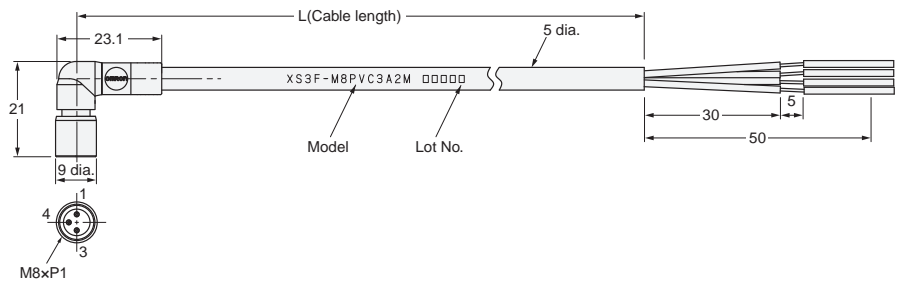 L(Cable length)
23.1
5 dia.
omron
XS3F-M8PVC3A2M □□□□□
21
30
5
50
Model
Lot No.
9 dia.
1
4
3
M8×P1